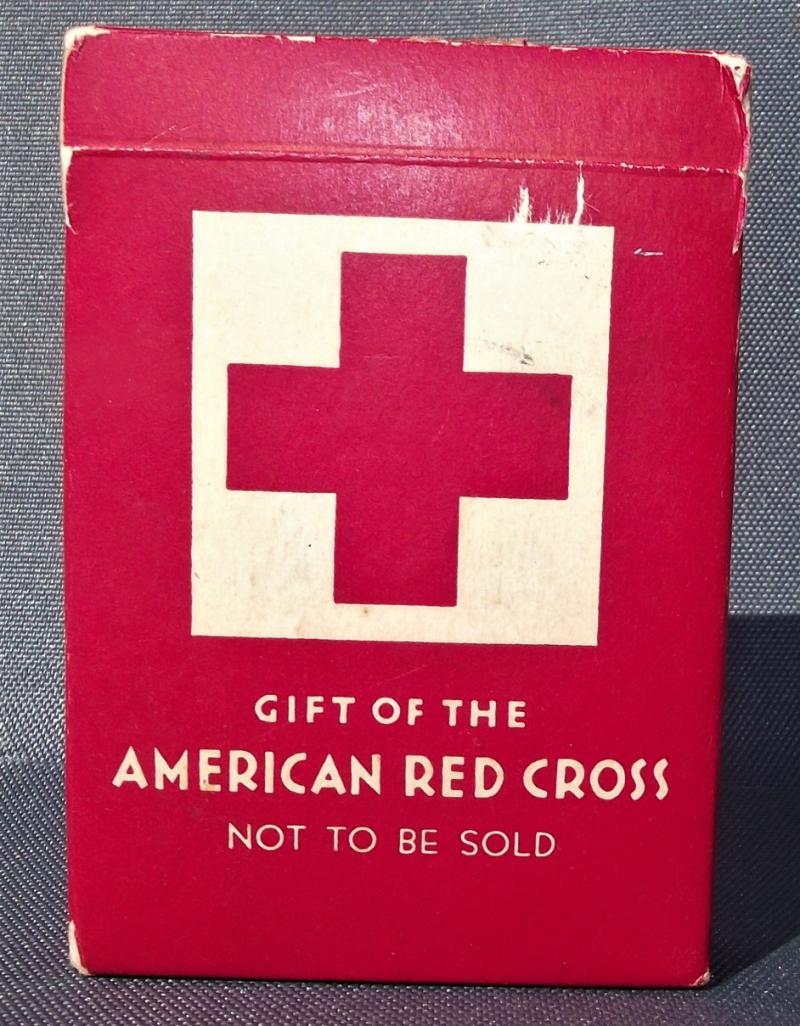 GIFT OF THE
AMERICAN RED CROSS
NOT TO BE SOLD